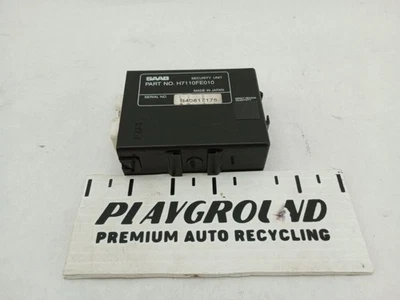 SAAB SECURITY UNIT
PART NO. H7110FE010
MADE IN JAPAN
SERIAL NO.
PLAYGROUND
PREMIUM AUTO RECYCLING